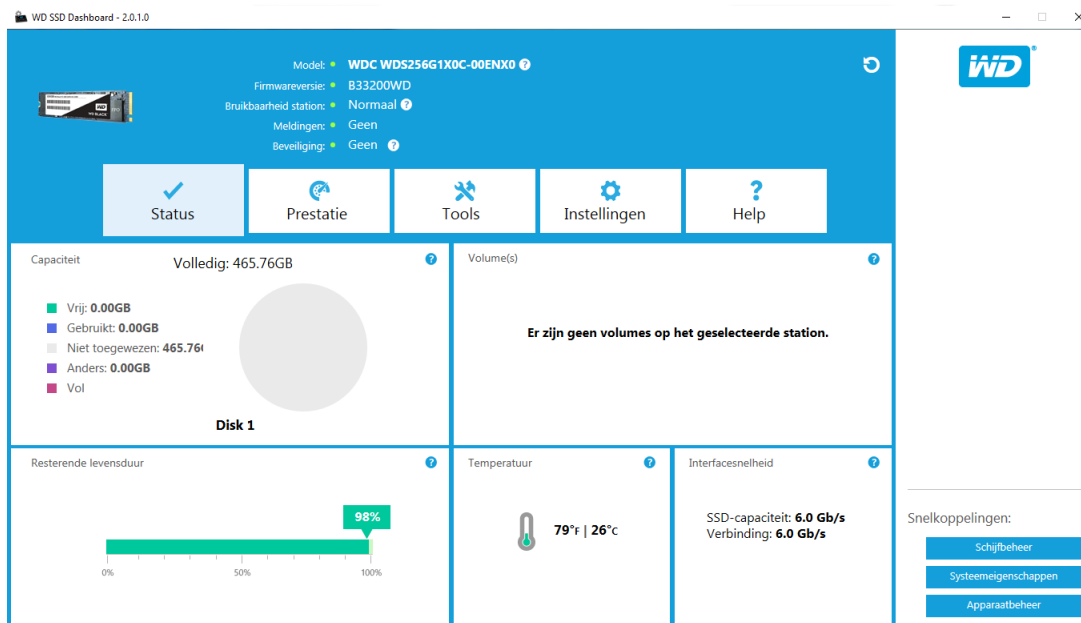 WD SSD Dashboard - 2.0.1.0
WD
Model: WDC WDS256G1X0C-00ENX0
Firmwareversie: B33200WD
Bruikbaarheid station: Normaal
Meldingen: Geen
Beveiliging: Geen
Status
Prestatie
Tools
Instellingen
Help
Capaciteit
Volledig: 465.76GB
Vrij: 0.00GB
Gebruikt: 0.00GB
Niet toegewezen: 465.76
Anders: 0.00GB
Vol
Disk 1
Volume(s)
Er zijn geen volumes op het geselecteerde station.
Resterende levensduur
98%
0% 50% 100%
Temperatuur
79°F | 26°C
Interfacesnelheid
SSD-capaciteit: 6.0 Gb/s
Verbinding: 6.0 Gb/s
Snelkoppelingen:
Schijfbeheer
Systeemeigenschappen
Apparaatbeheer